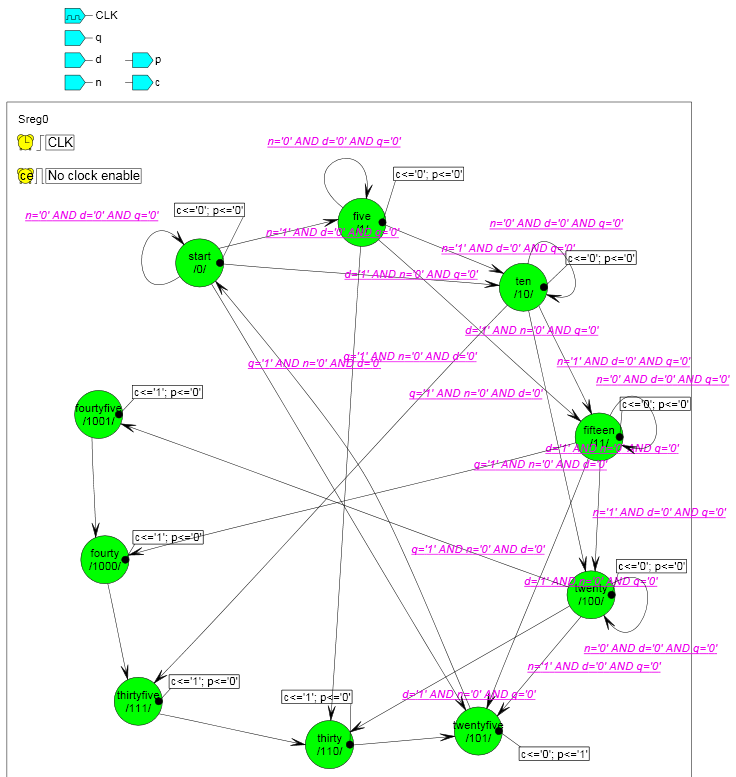 CLK
q
d
p
n
c
Sreg0
CLK
ce
No clock enable
n='0' AND d='0' AND q='0'
c<='0'; p<='0'
five
/1/
n='0' AND d='0' AND q='0'
c<='0'; p<='0'
n='1' AND d='0' AND q='0'
start
/0/
n='0' AND d='0' AND q='0'
n='1' AND d='0' AND q='0'
c<='0'; p<='0'
d='1' AND n='0' AND q='0'
ten
/10/
d='1' AND n='0' AND q='0'
q='1' AND n='0' AND d='0'
q='1' AND n='0' AND d='0'
n='1' AND d='0' AND q='0'
n='0' AND d='0' AND q='0'
c<='1'; p<='0'
q='1' AND n='0' AND d='0'
c<='0'; p<='0'
fourtyfive
/1001/
fifteen
/11/
d='1' AND n='0' AND q='0'
q='1' AND n='0' AND d='0'
n='1' AND d='0' AND q='0'
c<='1'; p<='0'
q='1' AND n='0' AND d='0'
fourty
/1000/
c<='0'; p<='0'
d='1' AND n='0' AND q='0'
twenty
/100/
n='0' AND d='0' AND q='0'
n='1' AND d='0' AND q='0'
c<='1'; p<='0'
thirtyfive
/111/
c<='1'; p<='0'
d='1' AND n='0' AND q='0'
thirty
/110/
twentyfive
/101/
c<='0'; p<='1'